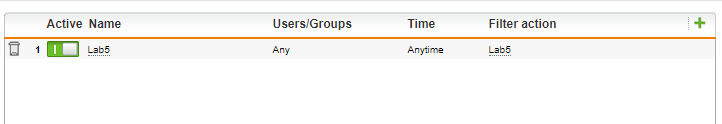 Active Name Users/Groups Time Filter action
1 Lab5 Any Anytime Lab5